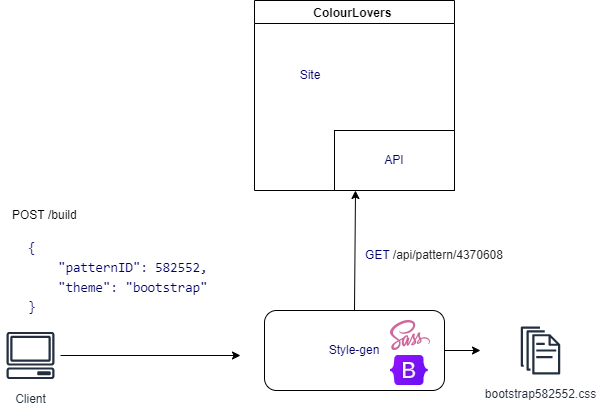 ColourLovers
Site
API
POST /build
{
"patternID": 582552,
"theme": "bootstrap"
}
GET /api/pattern/4370608
Style-gen
Sass
B
Client
bootstrap582552.css